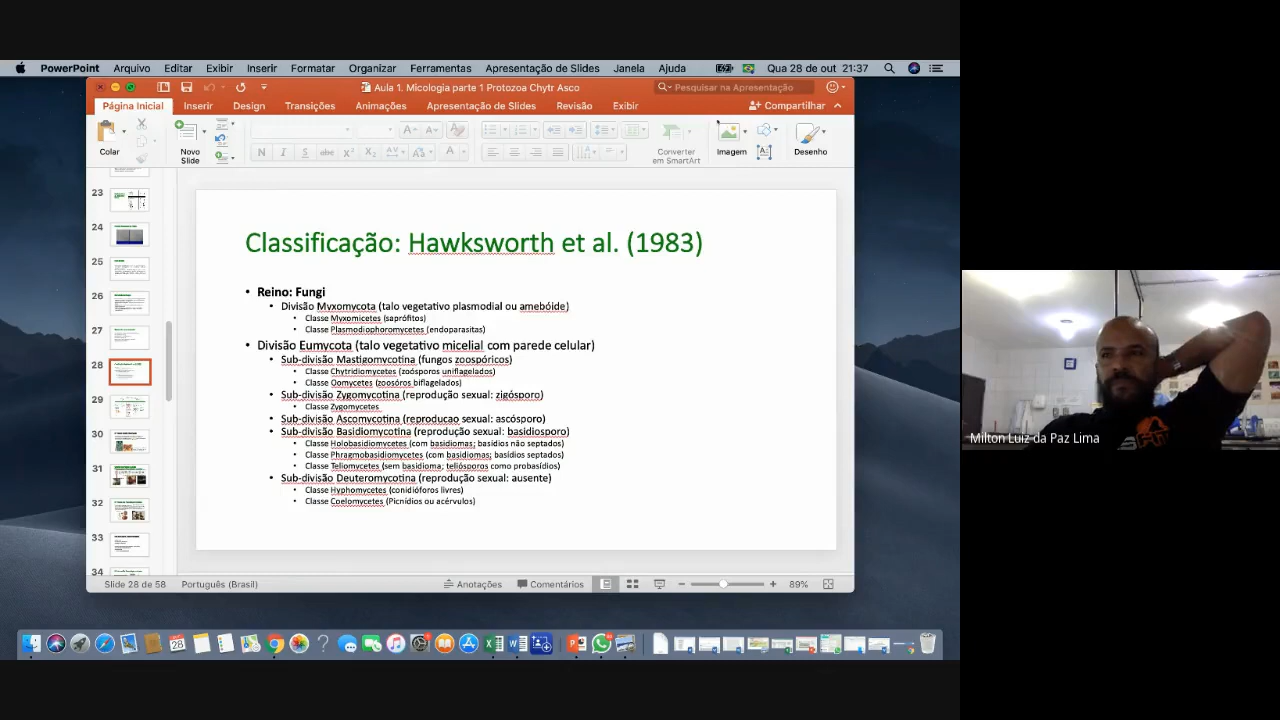 PowerPoint Arquivo Editar Exibir Inserir Formatar Organizar Ferramentas Apresentação de Slides Janela Ajuda Qua 28 de out 21:37
Aula 1. Micologia parte 1 Protozoa Chytr Asco
Pesquisar na Apresentação
Página Inicial Inserir Design Transições Animações Apresentação de Slides Revisão Exibir Compartilhar
Colar
Novo
Slide
N I S abc X² X₂ AV Aa A
Converter
em SmartArt
Imagem
Desenho
23
24
25
26
27
28
29
30
31
32
33
34
Classificação: Hawksworth et al. (1983)
• Reino: Fungi
• Divisão Myxomycota (talo vegetativo plasmodial ou amebóide)
• Classe Myxomicetes (saprófitos)
• Classe Plasmodiophoromycetes (endoparasitas)
• Divisão Eumycota (talo vegetativo micelial com parede celular)
• Sub-divisão Mastigomycotina (fungos zoospóricos)
• Classe Chytridiomycetes (zoósporos uniflagelados)
• Classe Oomycetes (zoosóros biflagelados)
• Sub-divisão Zygomycotina (reprodução sexual: zigósporo)
• Classe Zygomycetes
• Sub-divisão Ascomycotina (reproducao sexual: ascósporo)
• Sub-divisão Basidiomycotina (reprodução sexual: basidiosporo)
• Classe Holobasidiomycetes (com basidiomas; basidios não septados)
• Classe Phragmobasidiomycetes (com basidiomas; basídios septados)
• Classe Teliomycetes (sem basidioma; teliósporos como probasídios)
• Sub-divisão Deuteromycotina (reprodução sexual: ausente)
• Classe Hyphomycetes (conidióforos livres)
• Classe Coelomycetes (Picnídios ou acérvulos)
Slide 28 de 58 Português (Brasil) Anotações Comentários 89%
Milton Luiz da Paz Lima